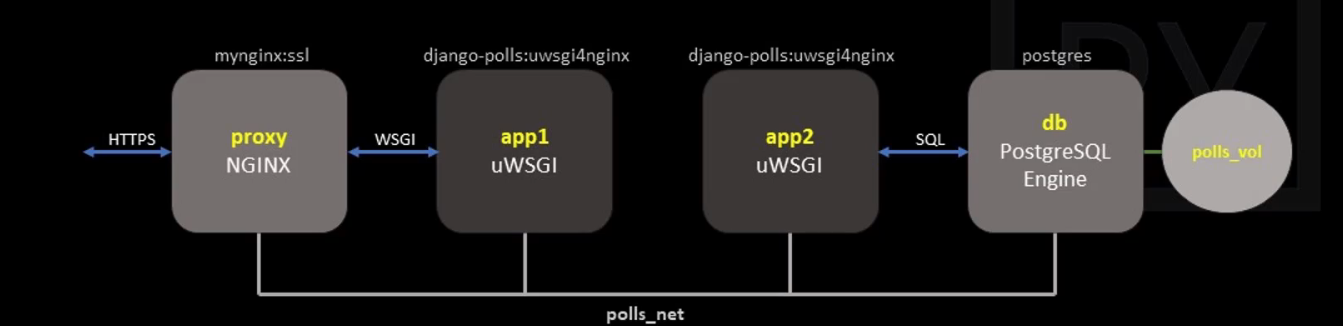 mynginx:ssl
django-polls:uwsgi4nginx
django-polls:uwsgi4nginx
postgres
HTTPS
proxy
NGINX
WSGI
app1
uWSGI
app2
uWSGI
SQL
db
PostgreSQL
Engine
polls_vol
polls_net